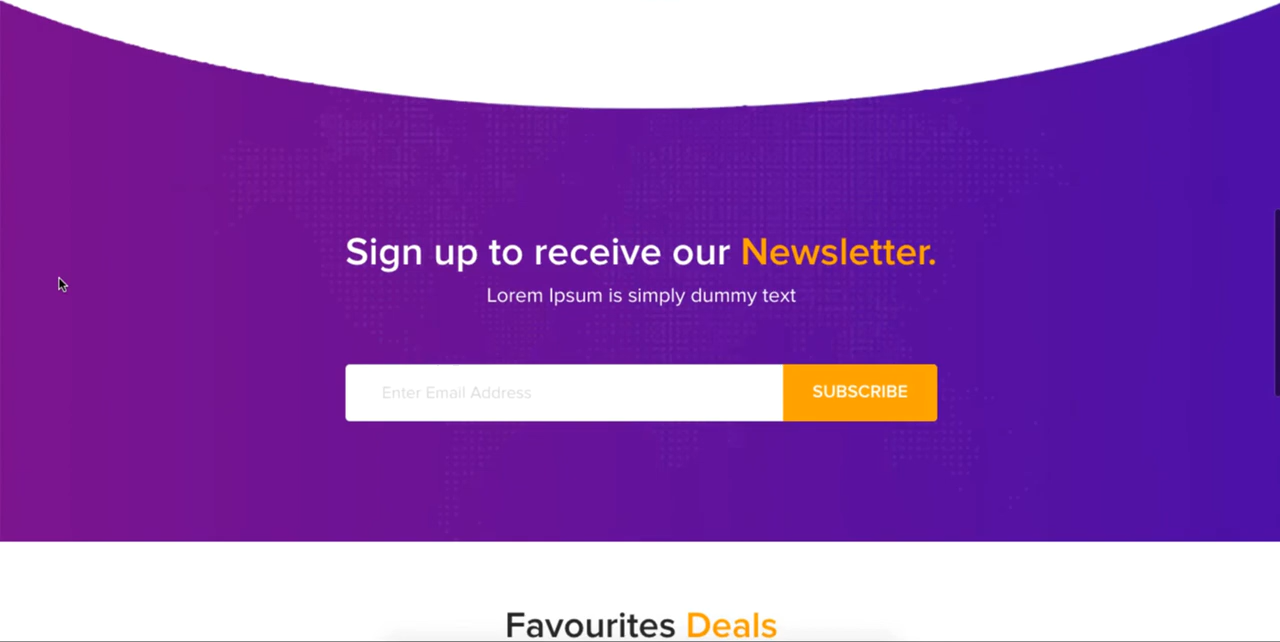 Sign up to receive our Newsletter.
Lorem Ipsum is simply dummy text
Enter Email Address
SUBSCRIBE
Favourites Deals